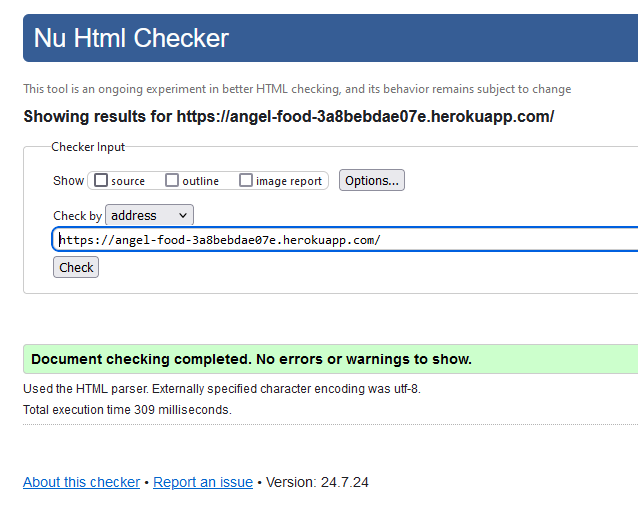 Nu Html Checker
This tool is an ongoing experiment in better HTML checking, and its behavior remains subject to change
Showing results for https://angel-food-3a8bebdae07e.herokuapp.com/
Checker Input
Show source outline image report Options...
Check by address
https://angel-food-3a8bebdae07e.herokuapp.com/
Check
Document checking completed. No errors or warnings to show.
Used the HTML parser. Externally specified character encoding was utf-8.
Total execution time 309 milliseconds.
About this checker • Report an issue • Version: 24.7.24